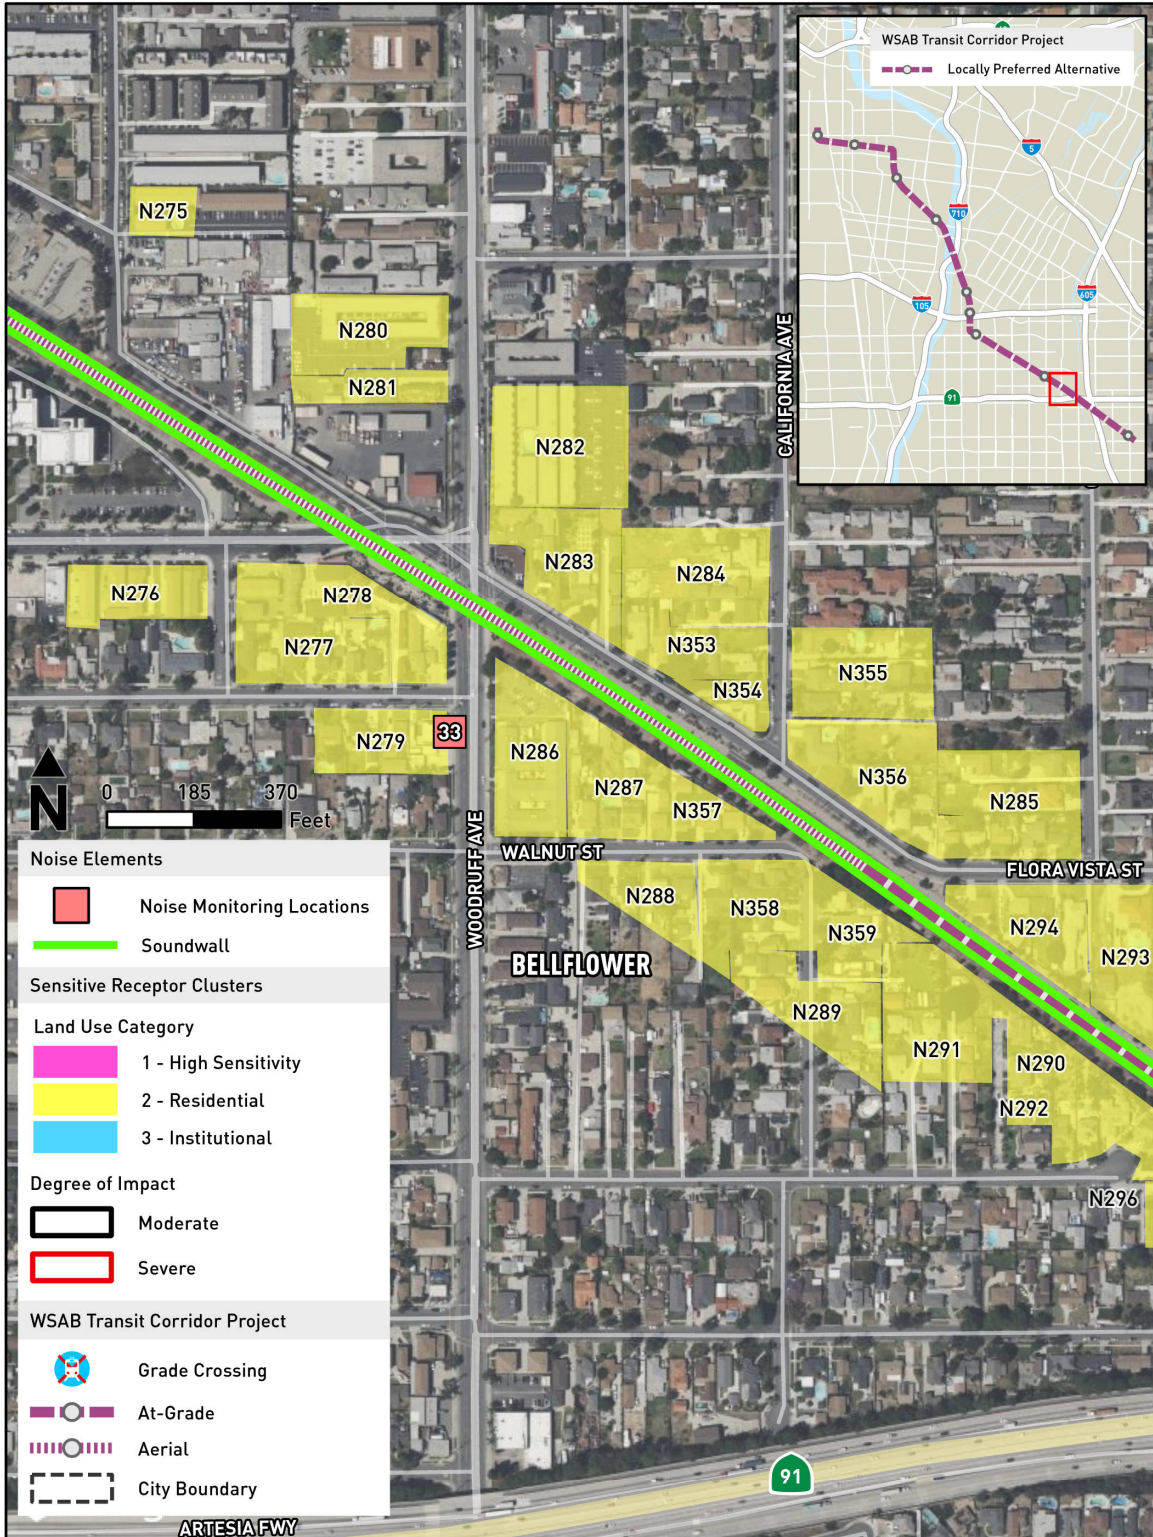 WSAB Transit Corridor Project
Locally Preferred Alternative
5
710
105
605
91
CALIFORNIA AVE
N275
N280
N281
N282
N283
N284
N276
N278
N277
N353
N354
N355
N279
33
N286
N287
N357
N356
N285
N
0 185 370
Feet
WOODRUFF AVE
WALNUT ST
FLORA VISTA ST
N288
N358
N359
N294
N293
BELLFLOWER
N289
N291
N290
N292
N296
Noise Elements
Noise Monitoring Locations
Soundwall
Sensitive Receptor Clusters
Land Use Category
1 - High Sensitivity
2 - Residential
3 - Institutional
Degree of Impact
Moderate
Severe
WSAB Transit Corridor Project
Grade Crossing
At-Grade
Aerial
City Boundary
91
ARTESIA FWY